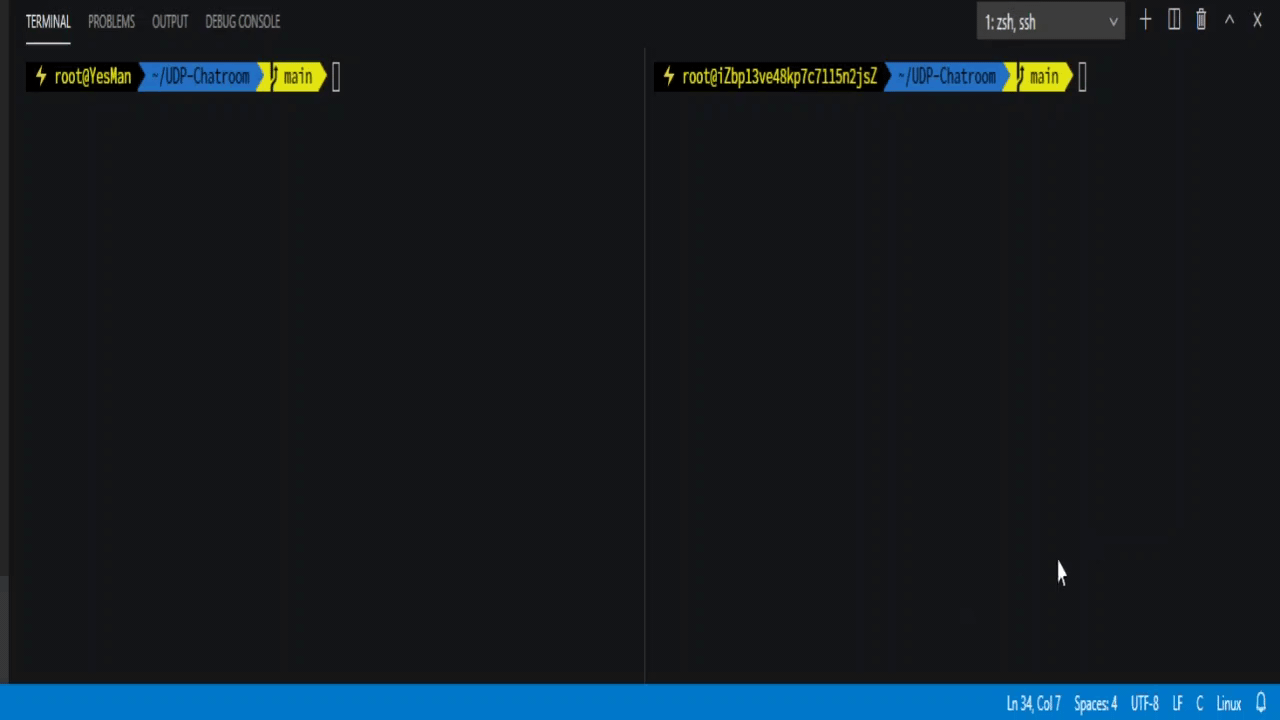 TERMINAL PROBLEMS OUTPUT DEBUG CONSOLE 1: zsh, ssh
root@YesMan ~/UDP-Chatroom main
root@iZbp13ve48kp7c7ll5n2jsZ ~/UDP-Chatroom main
Ln 34, Col 7 Spaces: 4 UTF-8 LF C Linux